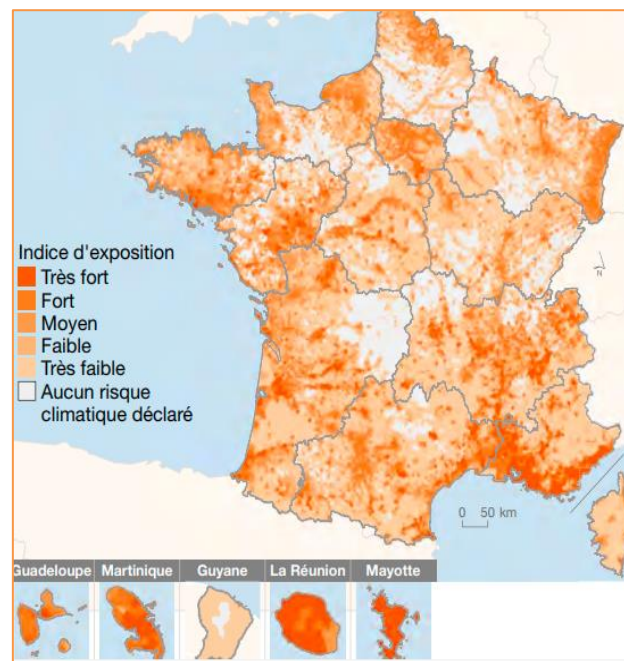 Indice d'exposition
Très fort
Fort
Moyen
Faible
Très faible
Aucun risque
climatique déclaré
N
0 50 km
Guadeloupe Martinique Guyane La Réunion Mayotte